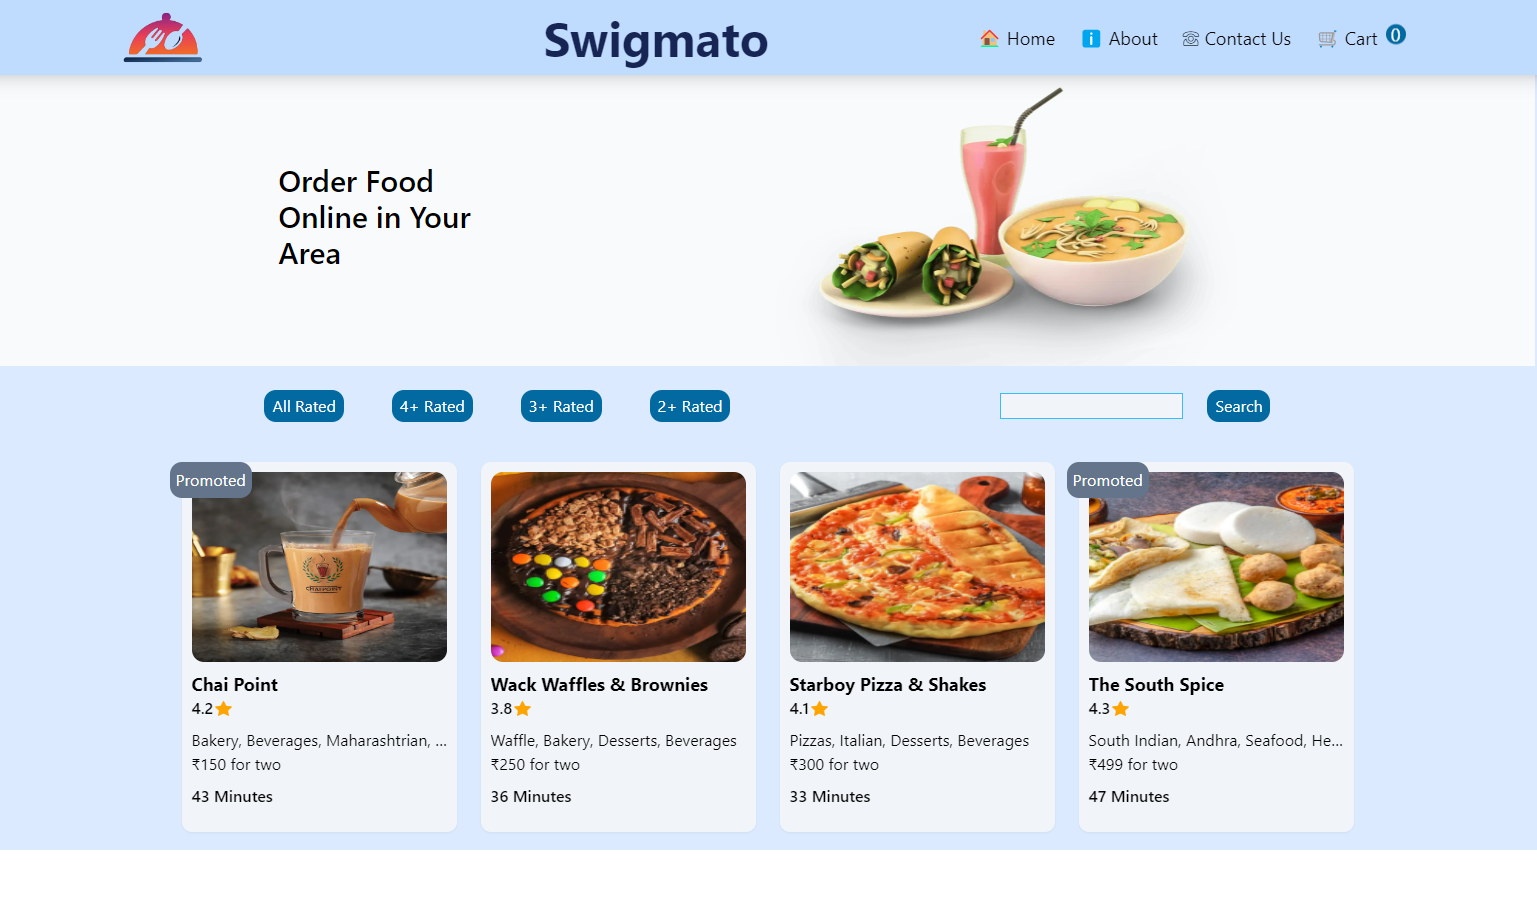 Swigmato
Home
About
Contact Us
Cart 0
Order Food
Online in Your
Area
All Rated
4+ Rated
3+ Rated
2+ Rated
Search
Promoted
CHAI POINT
Chai Point
4.2
Bakery, Beverages, Maharashtrian, ...
₹150 for two
43 Minutes
Wack Waffles & Brownies
3.8
Waffle, Bakery, Desserts, Beverages
₹250 for two
36 Minutes
Starboy Pizza & Shakes
4.1
Pizzas, Italian, Desserts, Beverages
₹300 for two
33 Minutes
Promoted
The South Spice
4.3
South Indian, Andhra, Seafood, He...
₹499 for two
47 Minutes